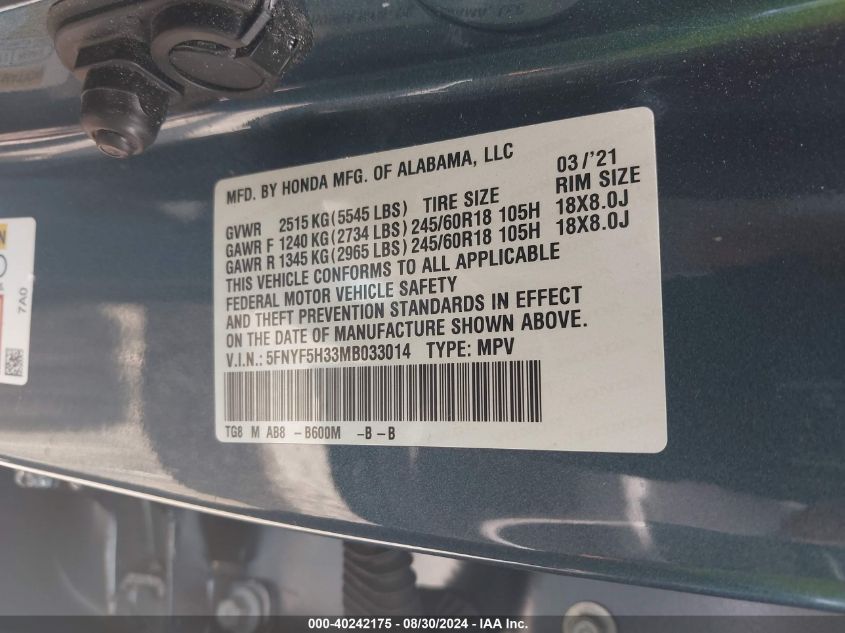 MFD. BY HONDA MFG. OF ALABAMA, LLC 03/'21
GVWR 2515 KG (5545 LBS) TIRE SIZE RIM SIZE
GAWR F 1240 KG (2734 LBS) 245/60R18 105H 18X8.0J
GAWR R 1345 KG (2965 LBS) 245/60R18 105H 18X8.0J
THIS VEHICLE CONFORMS TO ALL APPLICABLE
FEDERAL MOTOR VEHICLE SAFETY
AND THEFT PREVENTION STANDARDS IN EFFECT
ON THE DATE OF MANUFACTURE SHOWN ABOVE.
V.I.N.: 5FNYF5H33MB033014 TYPE: MPV
TG8 M AB8 -B600M -B-B
7A0
000-40242175 - 08/30/2024 - IAA Inc.